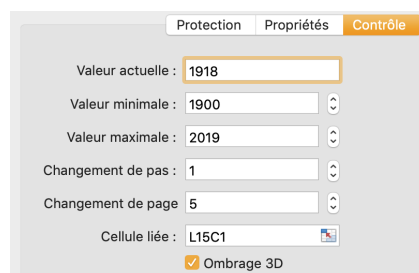 Protection Propriétés Contrôle
Valeur actuelle : 1918
Valeur minimale : 1900
Valeur maximale : 2019
Changement de pas : 1
Changement de page 5
Cellule liée : L15C1
Ombrage 3D